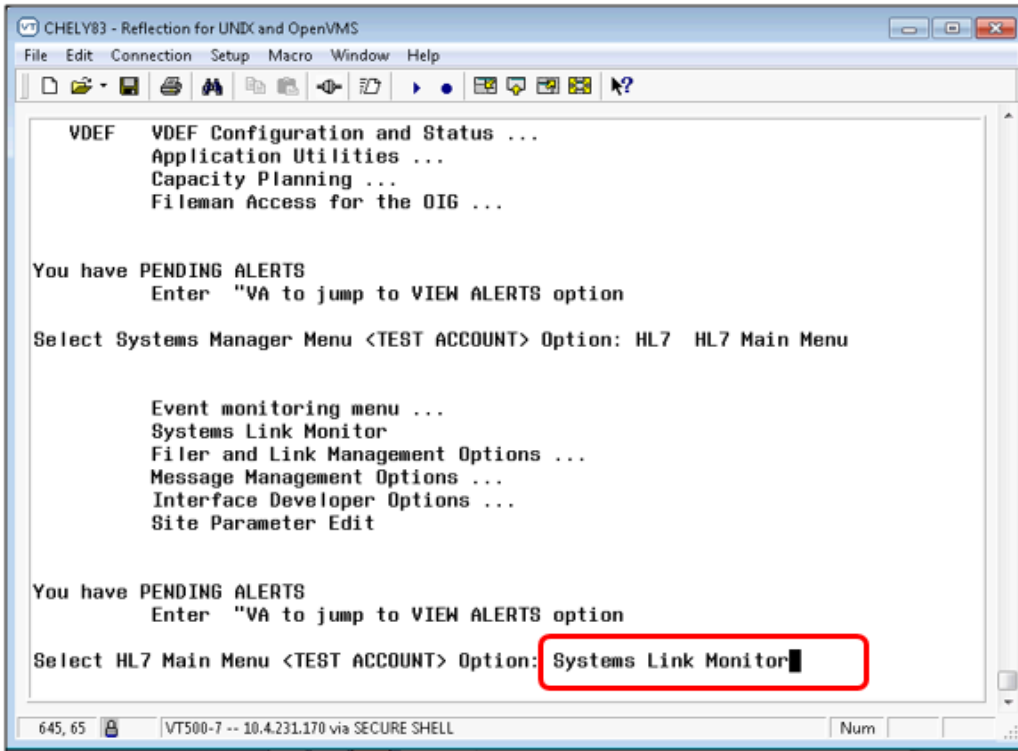 CHELY83 - Reflection for UNIX and OpenVMS
File Edit Connection Setup Macro Window Help
VDEF VDEF Configuration and Status ...
Application Utilities ...
Capacity Planning ...
Fileman Access for the OIG ...
You have PENDING ALERTS
Enter "VA to jump to VIEW ALERTS option
Select Systems Manager Menu <TEST ACCOUNT> Option: HL7 HL7 Main Menu
Event monitoring menu ...
Systems Link Monitor
Filer and Link Management Options ...
Message Management Options ...
Interface Developer Options ...
Site Parameter Edit
You have PENDING ALERTS
Enter "VA to jump to VIEW ALERTS option
Select HL7 Main Menu <TEST ACCOUNT> Option: Systems Link Monitor
645, 65 VT500-7 -- 10.4.231.170 via SECURE SHELL Num